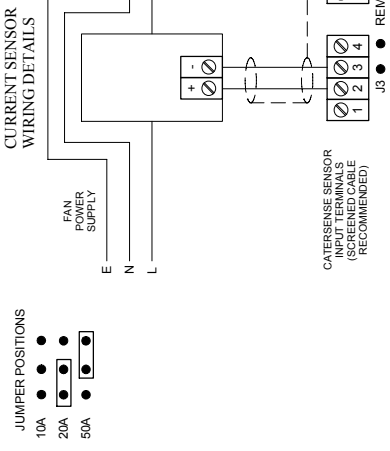 CURRENT SENSOR
WIRING DETAILS
FAN
POWER
SUPPLY
E
N
L
-
+
CATERSENSE SENSOR
INPUT TERMINALS
(SCREENED CABLE
RECOMMENDED)
4
3
2
1
J3
REM
JUMPER POSITIONS
10A
20A
50A